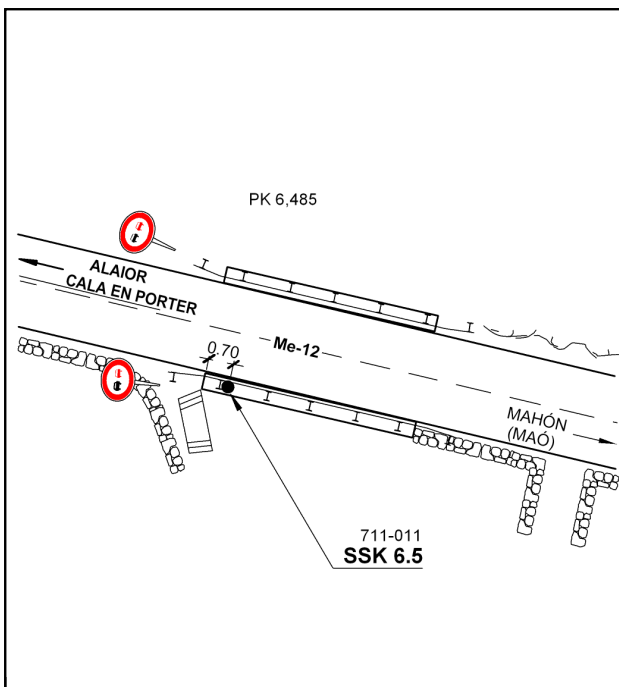 PK 6,485
ALAIOR
CALA EN PORTER
Me-12
0.70
MAHÓN
(MAÓ)
711-011
SSK 6.5